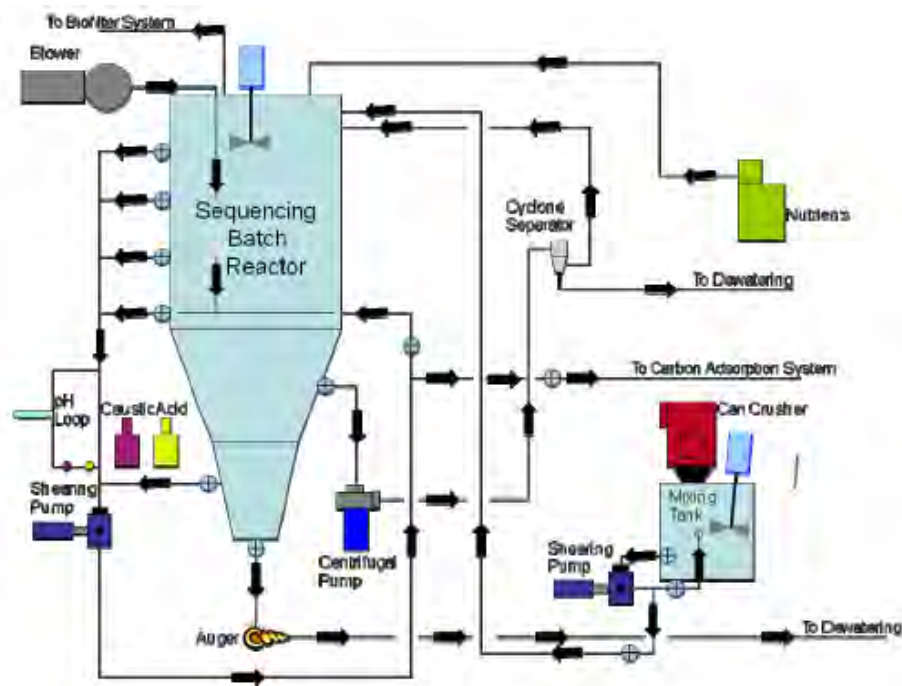 To Biofilter System
Blower
Sequencing
Batch
Reactor
Cyclone
Separator
Nutrients
To Dewatering
To Carbon Adsorption System
pH
Loop
Caustic Acid
Can Crusher
Mixing
Tank
Shearing
Pump
Centrifugal
Pump
Shearing
Pump
Auger
To Dewatering